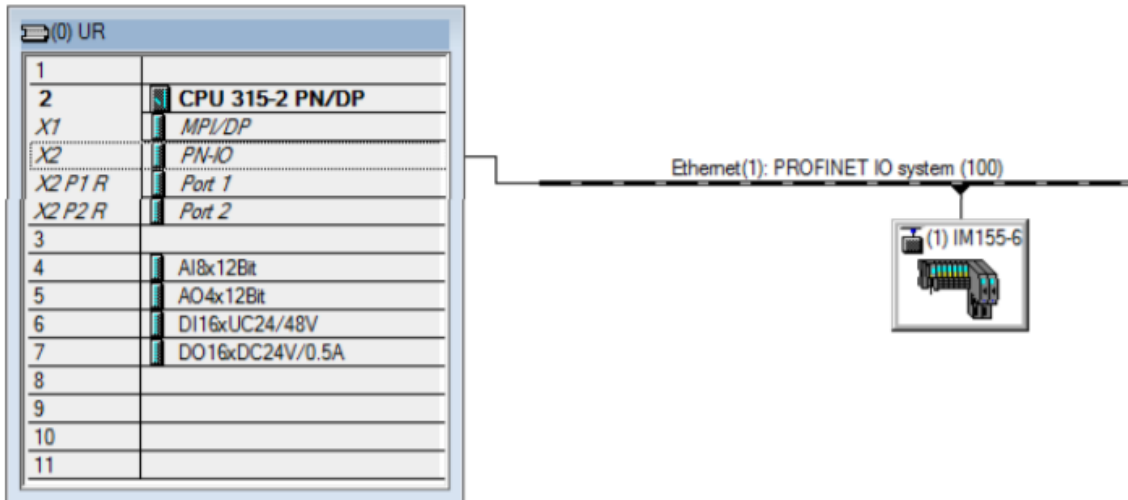 (0) UR
1
2 CPU 315-2 PN/DP
X1 MPI/DP
X2 PN-IO
X2 P1 R Port 1
X2 P2 R Port 2
3
4 AI8x12Bit
5 AO4x12Bit
6 DI16xUC24/48V
7 DO16xDC24V/0.5A
8
9
10
11
Ethernet(1): PROFINET IO system (100)
(1) IM155-6